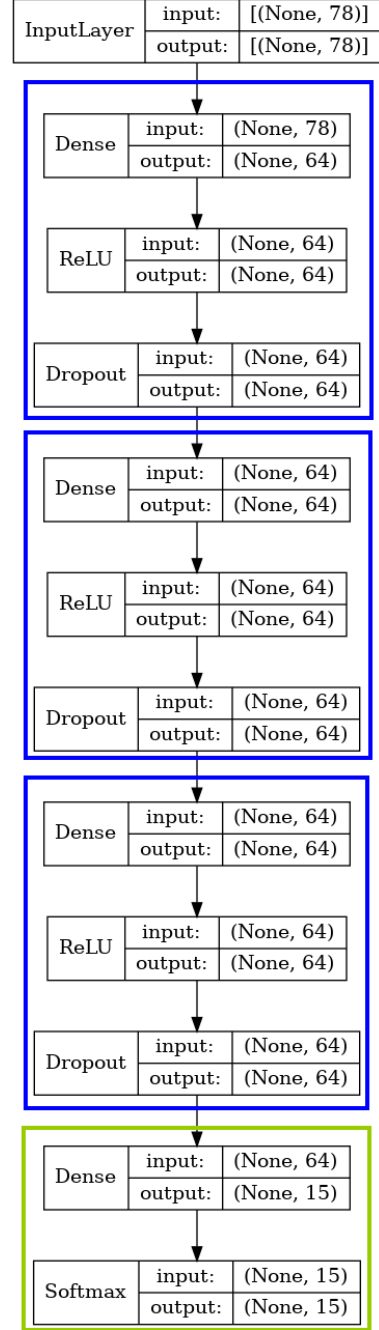 InputLayer input: [(None, 78)]
output: [(None, 78)]
Dense input: (None, 78)
output: (None, 64)
ReLU input: (None, 64)
output: (None, 64)
Dropout input: (None, 64)
output: (None, 64)
Dense input: (None, 64)
output: (None, 64)
ReLU input: (None, 64)
output: (None, 64)
Dropout input: (None, 64)
output: (None, 64)
Dense input: (None, 64)
output: (None, 64)
ReLU input: (None, 64)
output: (None, 64)
Dropout input: (None, 64)
output: (None, 64)
Dense input: (None, 64)
output: (None, 15)
Softmax input: (None, 15)
output: (None, 15)